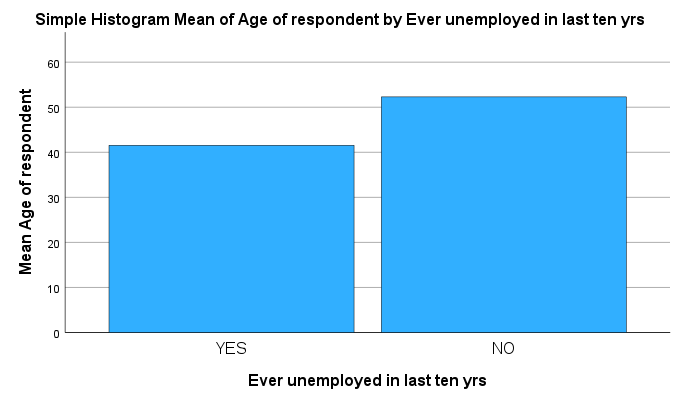 Simple Histogram Mean of Age of respondent by Ever unemployed in last ten yrs
Mean Age of respondent
60
50
40
30
20
10
0
YES
NO
Ever unemployed in last ten yrs